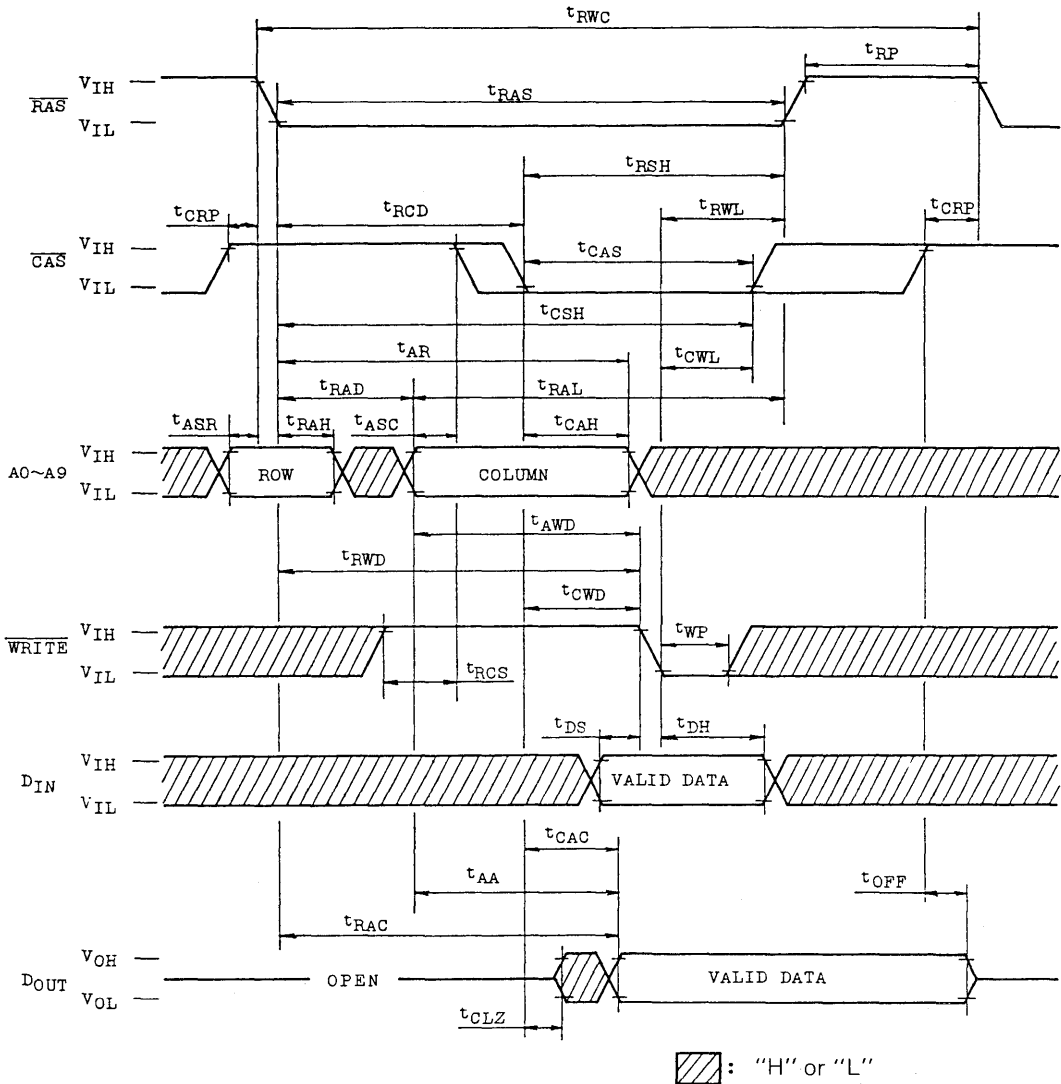 tRWC
tRP
VIH
RAS
tRAS
VIL
tRSH
tCRP
tRCD
tRWL
tCRP
VIH
CAS
tCAS
VIL
tCSH
tAR
tCWL
tRAD
tRAL
tASR
tRAH
tASC
tCAH
VIH
A0~A9
ROW
COLUMN
VIL
tAWD
tRWD
tCWD
VIH
WRITE
tWP
VIL
tRCS
tDS
tDH
VIH
DIN
VALID DATA
VIL
tCAC
tAA
tOFF
tRAC
VOH
DOUT
OPEN
VALID DATA
VOL
tCLZ
: "H" or "L"